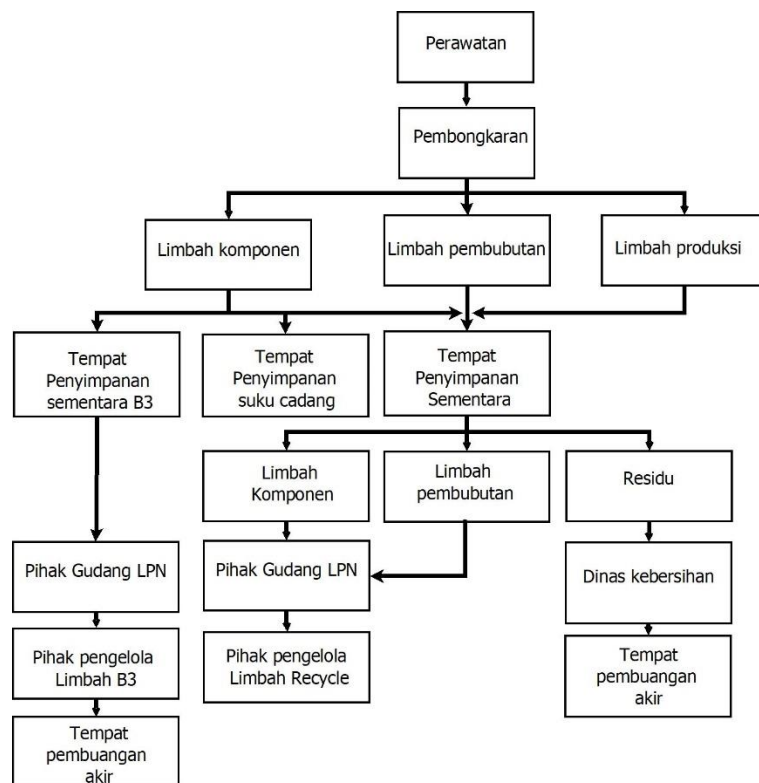 Perawatan
Pembongkaran
Limbah komponen
Limbah pembubutan
Limbah produksi
Tempat
Penyimpanan
sementara B3
Tempat
Penyimpanan
suku cadang
Tempat
Penyimpanan
Sementara
Limbah
Komponen
Limbah
pembubutan
Residu
Pihak Gudang LPN
Pihak Gudang LPN
Dinas kebersihan
Pihak pengelola
Limbah B3
Pihak pengelola
Limbah Recycle
Tempat
pembuangan
akir
Tempat
pembuangan
akir